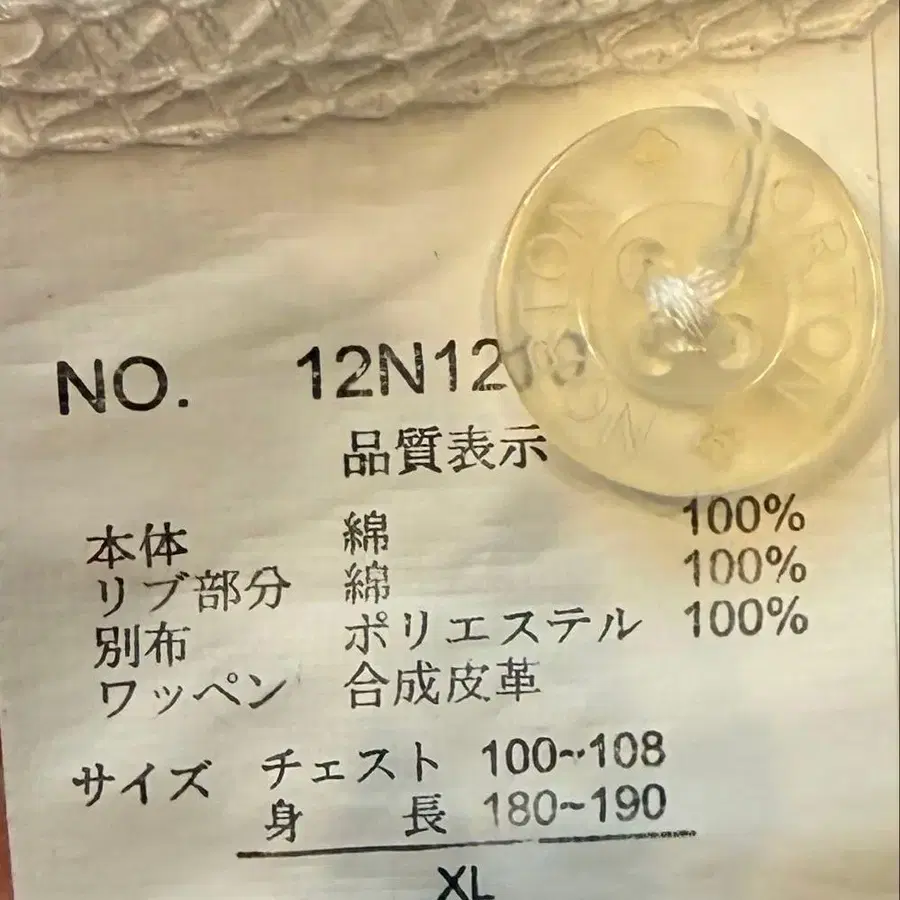 NO.
品質表示
本体 綿 100%
リブ部分 綿 100%
別布 ポリエステル 100%
ワッペン 合成皮革
サイズ チェスト 100~108
身長 180~190
XL